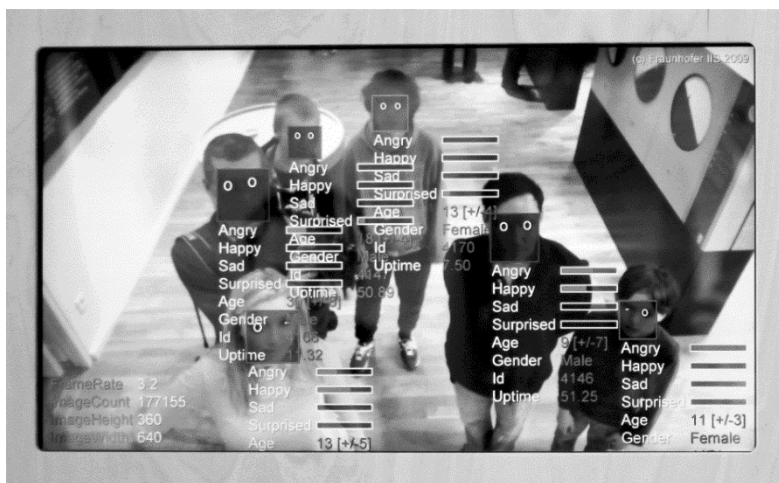 (c) Fraunhofer IIS 2009
Angry
Happy
Sad
Surprised
Age 13 [+/-4]
Gender Female
Id 4170
Uptime 7.50
Angry
Happy
Sad
Surprised
Age
Gender Male
Id
Uptime 50.89
Angry
Happy
Sad
Surprised
Age
Gender
Id
Uptime
Angry
Happy
Sad
Surprised
Age 9 [+/-7]
Gender Male
Id 4146
Uptime 51.25
Angry
Happy
Sad
Surprised
Age 11 [+/-3]
Gender Female
Angry
Happy
Sad
Surprised
Age 13 [+/-5]
FrameRate 3.2
ImageCount 177155
ImageHeight 360
ImageWidth 640